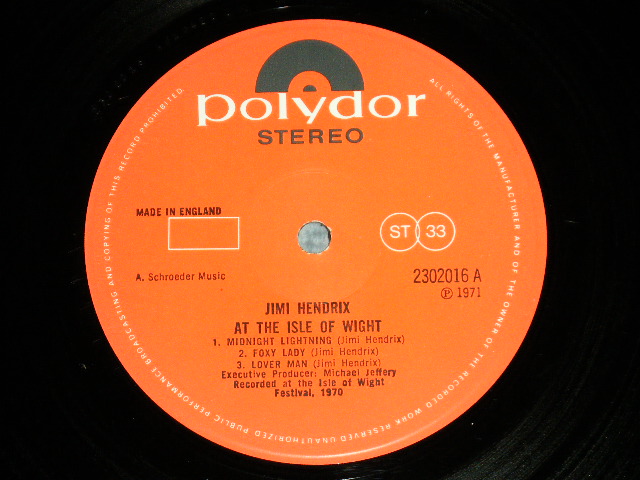 polydor
STEREO
MADE IN ENGLAND
ST 33
A. Schroeder Music
2302016 A
Ⓟ 1971
JIMI HENDRIX
AT THE ISLE OF WIGHT
1. MIDNIGHT LIGHTNING (Jimi Hendrix)
2. FOXY LADY (Jimi Hendrix)
3. LOVER MAN (Jimi Hendrix)
Executive Producer: Michael Jeffery
Recorded at the Isle of Wight
Festival, 1970
ALL RIGHTS OF THE MANUFACTURER AND OF THE OWNER OF THE RECORDED WORK RESERVED UNAUTHORIZED PUBLIC PERFORMANCE BROADCASTING AND COPYING OF THIS RECORD PROHIBITED.